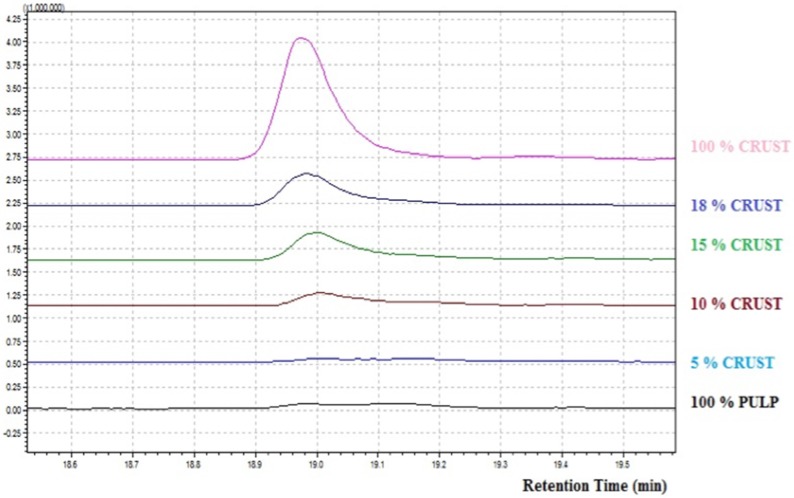 (x1.000.000)
4.25
4.00
3.75
3.50
3.25
3.00
2.75
2.50
2.25
2.00
1.75
1.50
1.25
1.00
0.75
0.50
0.25
0.00
-0.25
100 % CRUST
18 % CRUST
15 % CRUST
10 % CRUST
5 % CRUST
100 % PULP
18.6 18.7 18.8 18.9 19.0 19.1 19.2 19.3 19.4 19.5
Retention Time (min)